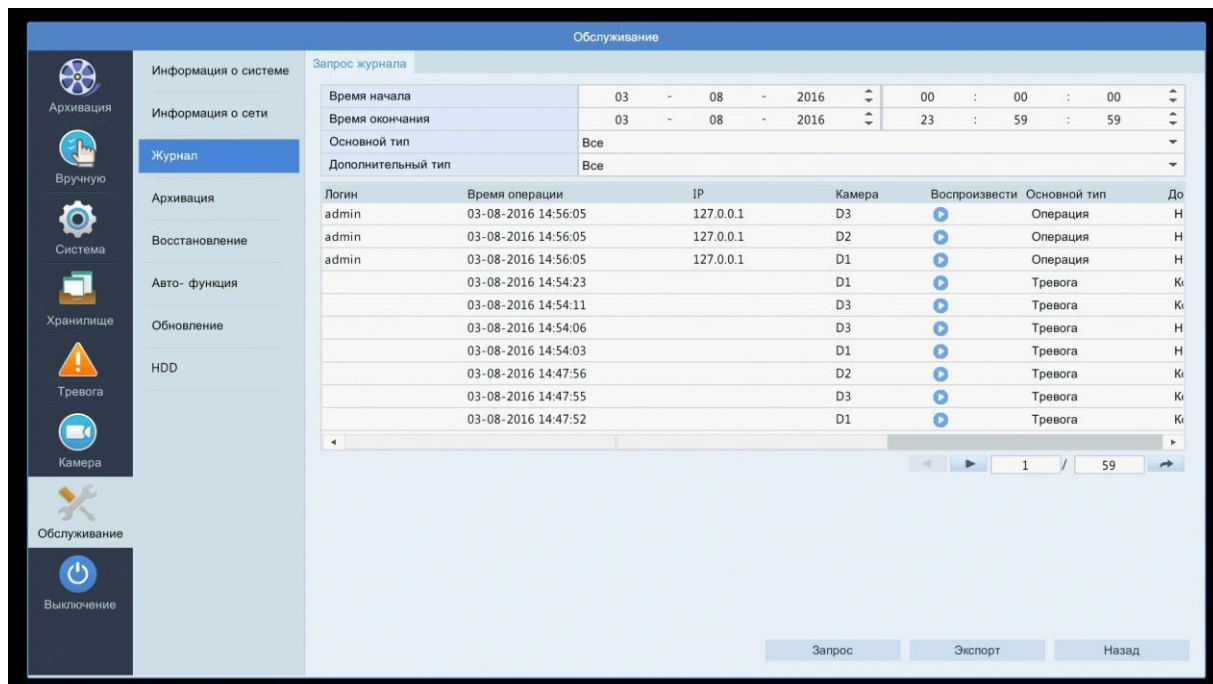 Обслуживание
Архивация
Вручную
Система
Хранилище
Тревога
Камера
Обслуживание
Выключение
Информация о системе
Информация о сети
Журнал
Архивация
Восстановление
Авто- функция
Обновление
HDD
Запрос журнала
Время начала 03 - 08 - 2016 00 : 00 : 00
Время окончания 03 - 08 - 2016 23 : 59 : 59
Основной тип Все
Дополнительный тип Все
Логин Время операции IP Камера Воспроизвести Основной тип До
admin 03-08-2016 14:56:05 127.0.0.1 D3 Операция Н
admin 03-08-2016 14:56:05 127.0.0.1 D2 Операция Н
admin 03-08-2016 14:56:05 127.0.0.1 D1 Операция Н
03-08-2016 14:54:23 D1 Тревога Ко
03-08-2016 14:54:11 D3 Тревога Ко
03-08-2016 14:54:06 D3 Тревога Н
03-08-2016 14:54:03 D1 Тревога Н
03-08-2016 14:47:56 D2 Тревога Ко
03-08-2016 14:47:55 D3 Тревога Ко
03-08-2016 14:47:52 D1 Тревога Ко
1 / 59
Запрос Экспорт Назад